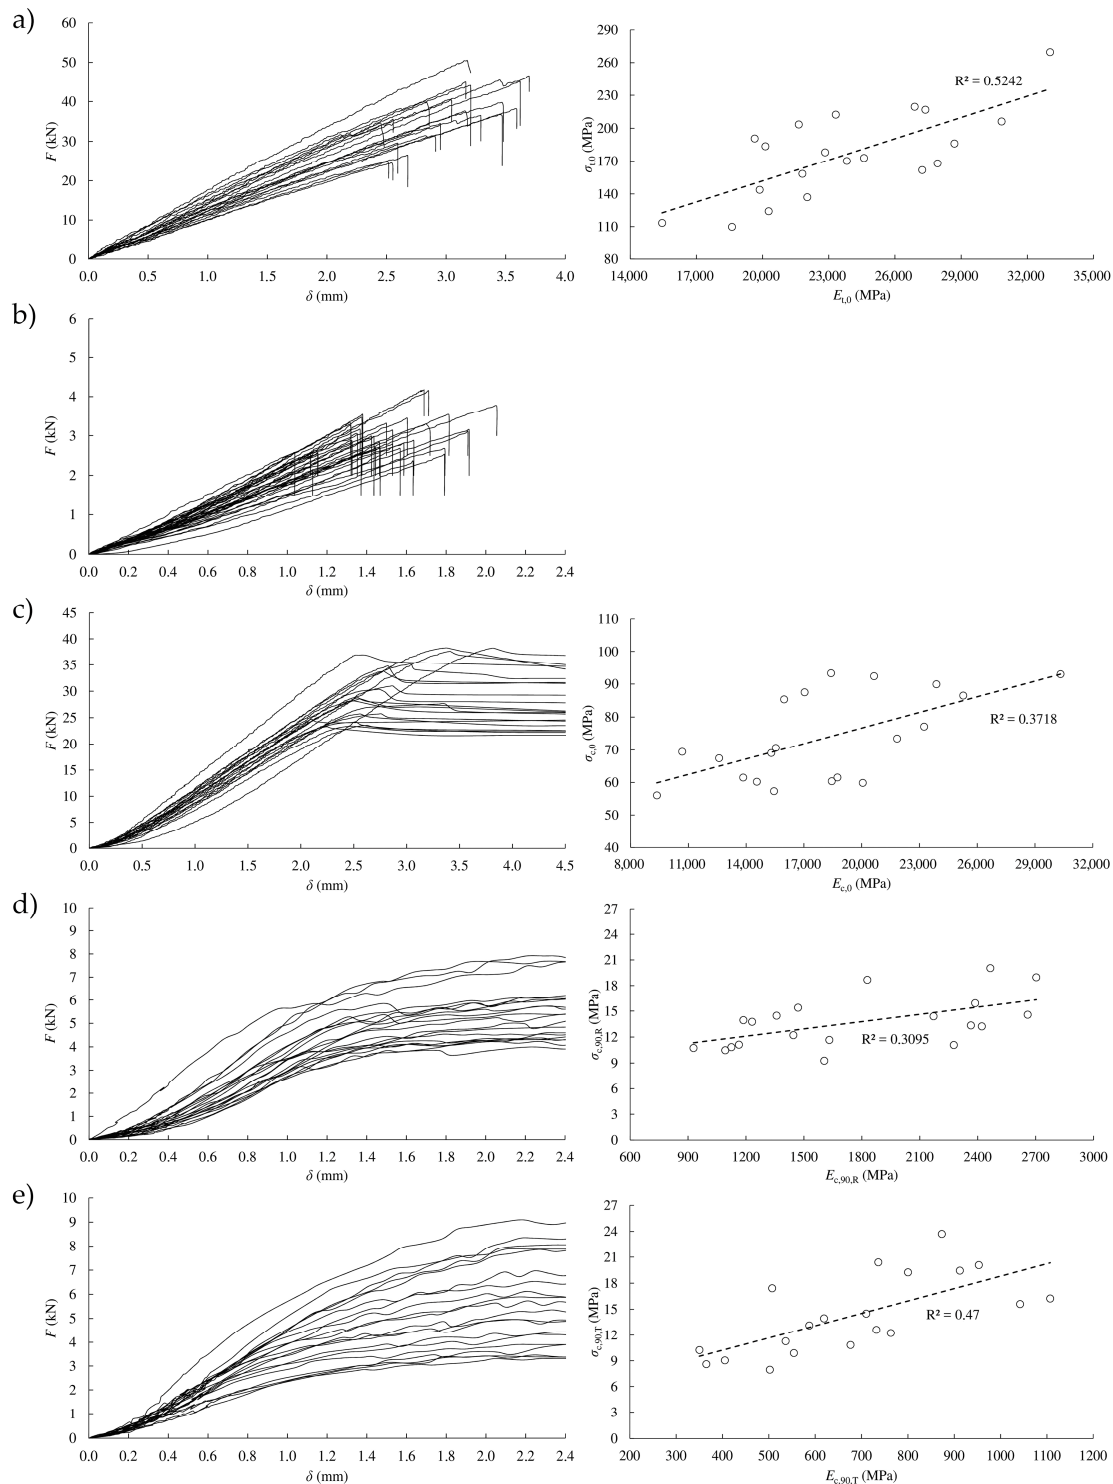 a)
60
50
40
30
20
10
0
F (kN)
0.0 0.5 1.0 1.5 2.0 2.5 3.0 3.5 4.0
δ (mm)
290
260
230
200
170
140
110
80
σt,0 (MPa)
R² = 0.5242
14,000 17,000 20,000 23,000 26,000 29,000 32,000 35,000
Et,0 (MPa)
b)
6
5
4
3
2
1
0
F (kN)
0.0 0.2 0.4 0.6 0.8 1.0 1.2 1.4 1.6 1.8 2.0 2.2 2.4
δ (mm)
c)
45
40
35
30
25
20
15
10
5
0
F (kN)
0.0 0.5 1.0 1.5 2.0 2.5 3.0 3.5 4.0 4.5
δ (mm)
110
100
90
80
70
60
50
40
σc,0 (MPa)
R² = 0.3718
8,000 11,000 14,000 17,000 20,000 23,000 26,000 29,000 32,000
Ec,0 (MPa)
d)
10
9
8
7
6
5
4
3
2
1
0
F (kN)
0.0 0.2 0.4 0.6 0.8 1.0 1.2 1.4 1.6 1.8 2.0 2.2 2.4
δ (mm)
27
24
21
18
15
12
9
6
3
0
σc,90,R (MPa)
R² = 0.3095
600 900 1200 1500 1800 2100 2400 2700 3000
Ec,90,R (MPa)
e)
10
9
8
7
6
5
4
3
2
1
0
F (kN)
0.0 0.2 0.4 0.6 0.8 1.0 1.2 1.4 1.6 1.8 2.0 2.2 2.4
δ (mm)
27
24
21
18
15
12
9
6
3
0
σc,90,T (MPa)
R² = 0.47
200 300 400 500 600 700 800 900 1000 1100 1200
Ec,90,T (MPa)